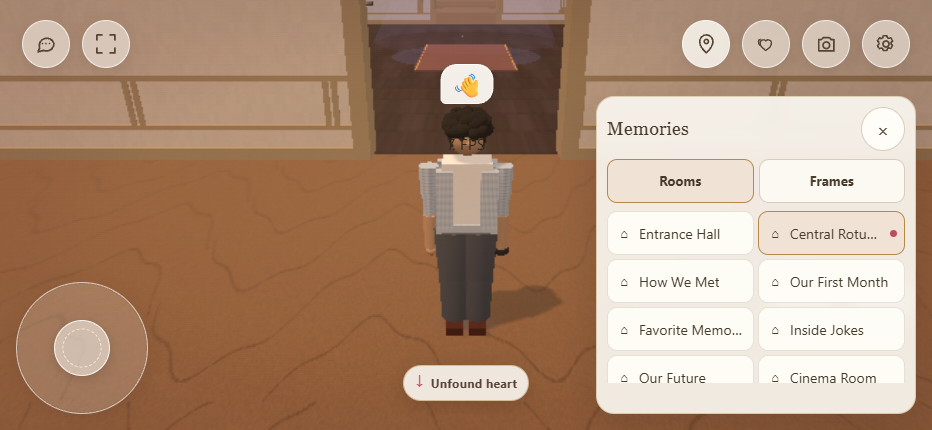 FPS
Memories
Rooms
Frames
Entrance Hall
Central Rotu...
How We Met
Our First Month
Favorite Memo...
Inside Jokes
Our Future
Cinema Room
Unfound heart